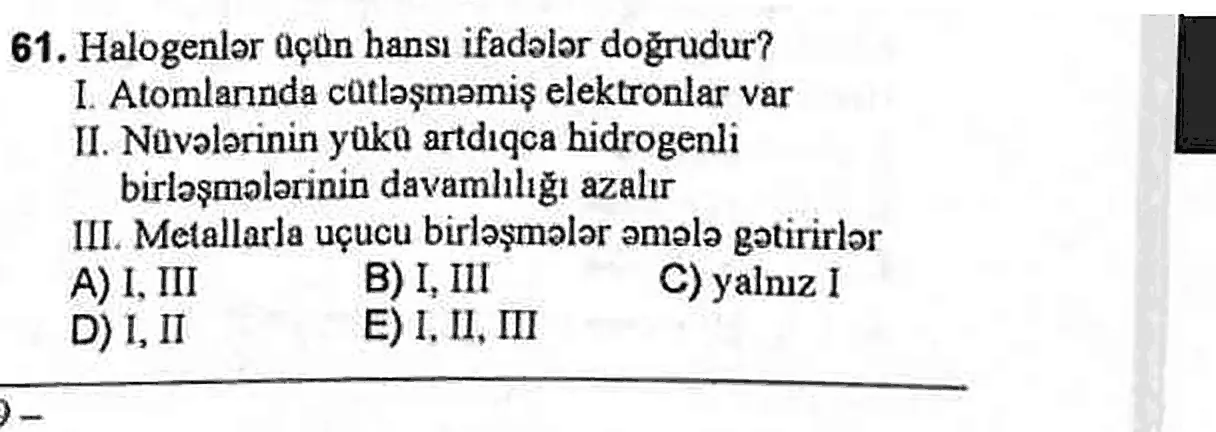 61. Halogenlər üçün hansı ifadələr doğrudur?
I. Atomlarında cütləşməmiş elektronlar var
II. Nüvələrinin yükü artdıqca hidrogenli
birləşmələrinin davamlılığı azalır
III. Metallarla uçucu birləşmələr əmələ gətirirlər
A) I, III B) I, III C) yalnız I
D) I, II E) I, II, III